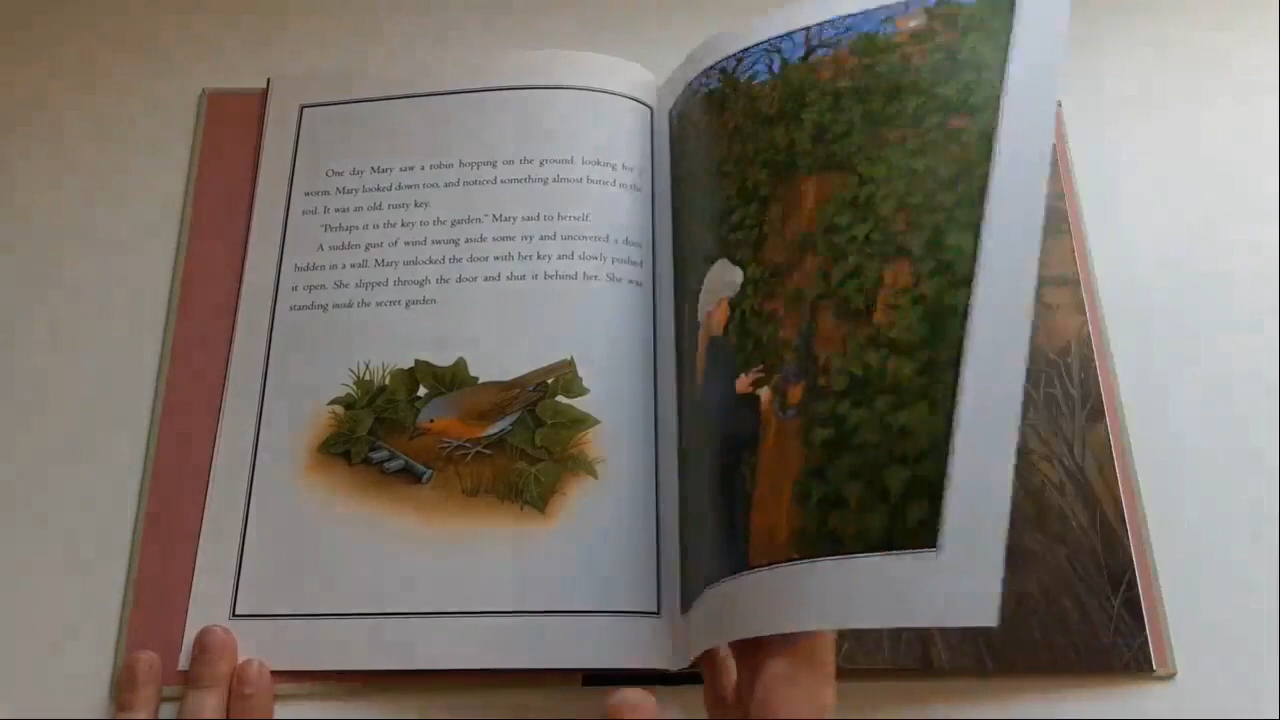 One day Mary saw a robin hopping on the ground, looking for
worm. Mary looked down too, and noticed something almost buried in the
soil. It was an old, rusty key.
"Perhaps it is the key to the garden," Mary said to herself.
A sudden gust of wind swung aside some ivy and uncovered a door
hidden in a wall. Mary unlocked the door with her key and slowly pushed
it open. She slipped through the door and shut it behind her. She was
standing inside the secret garden.